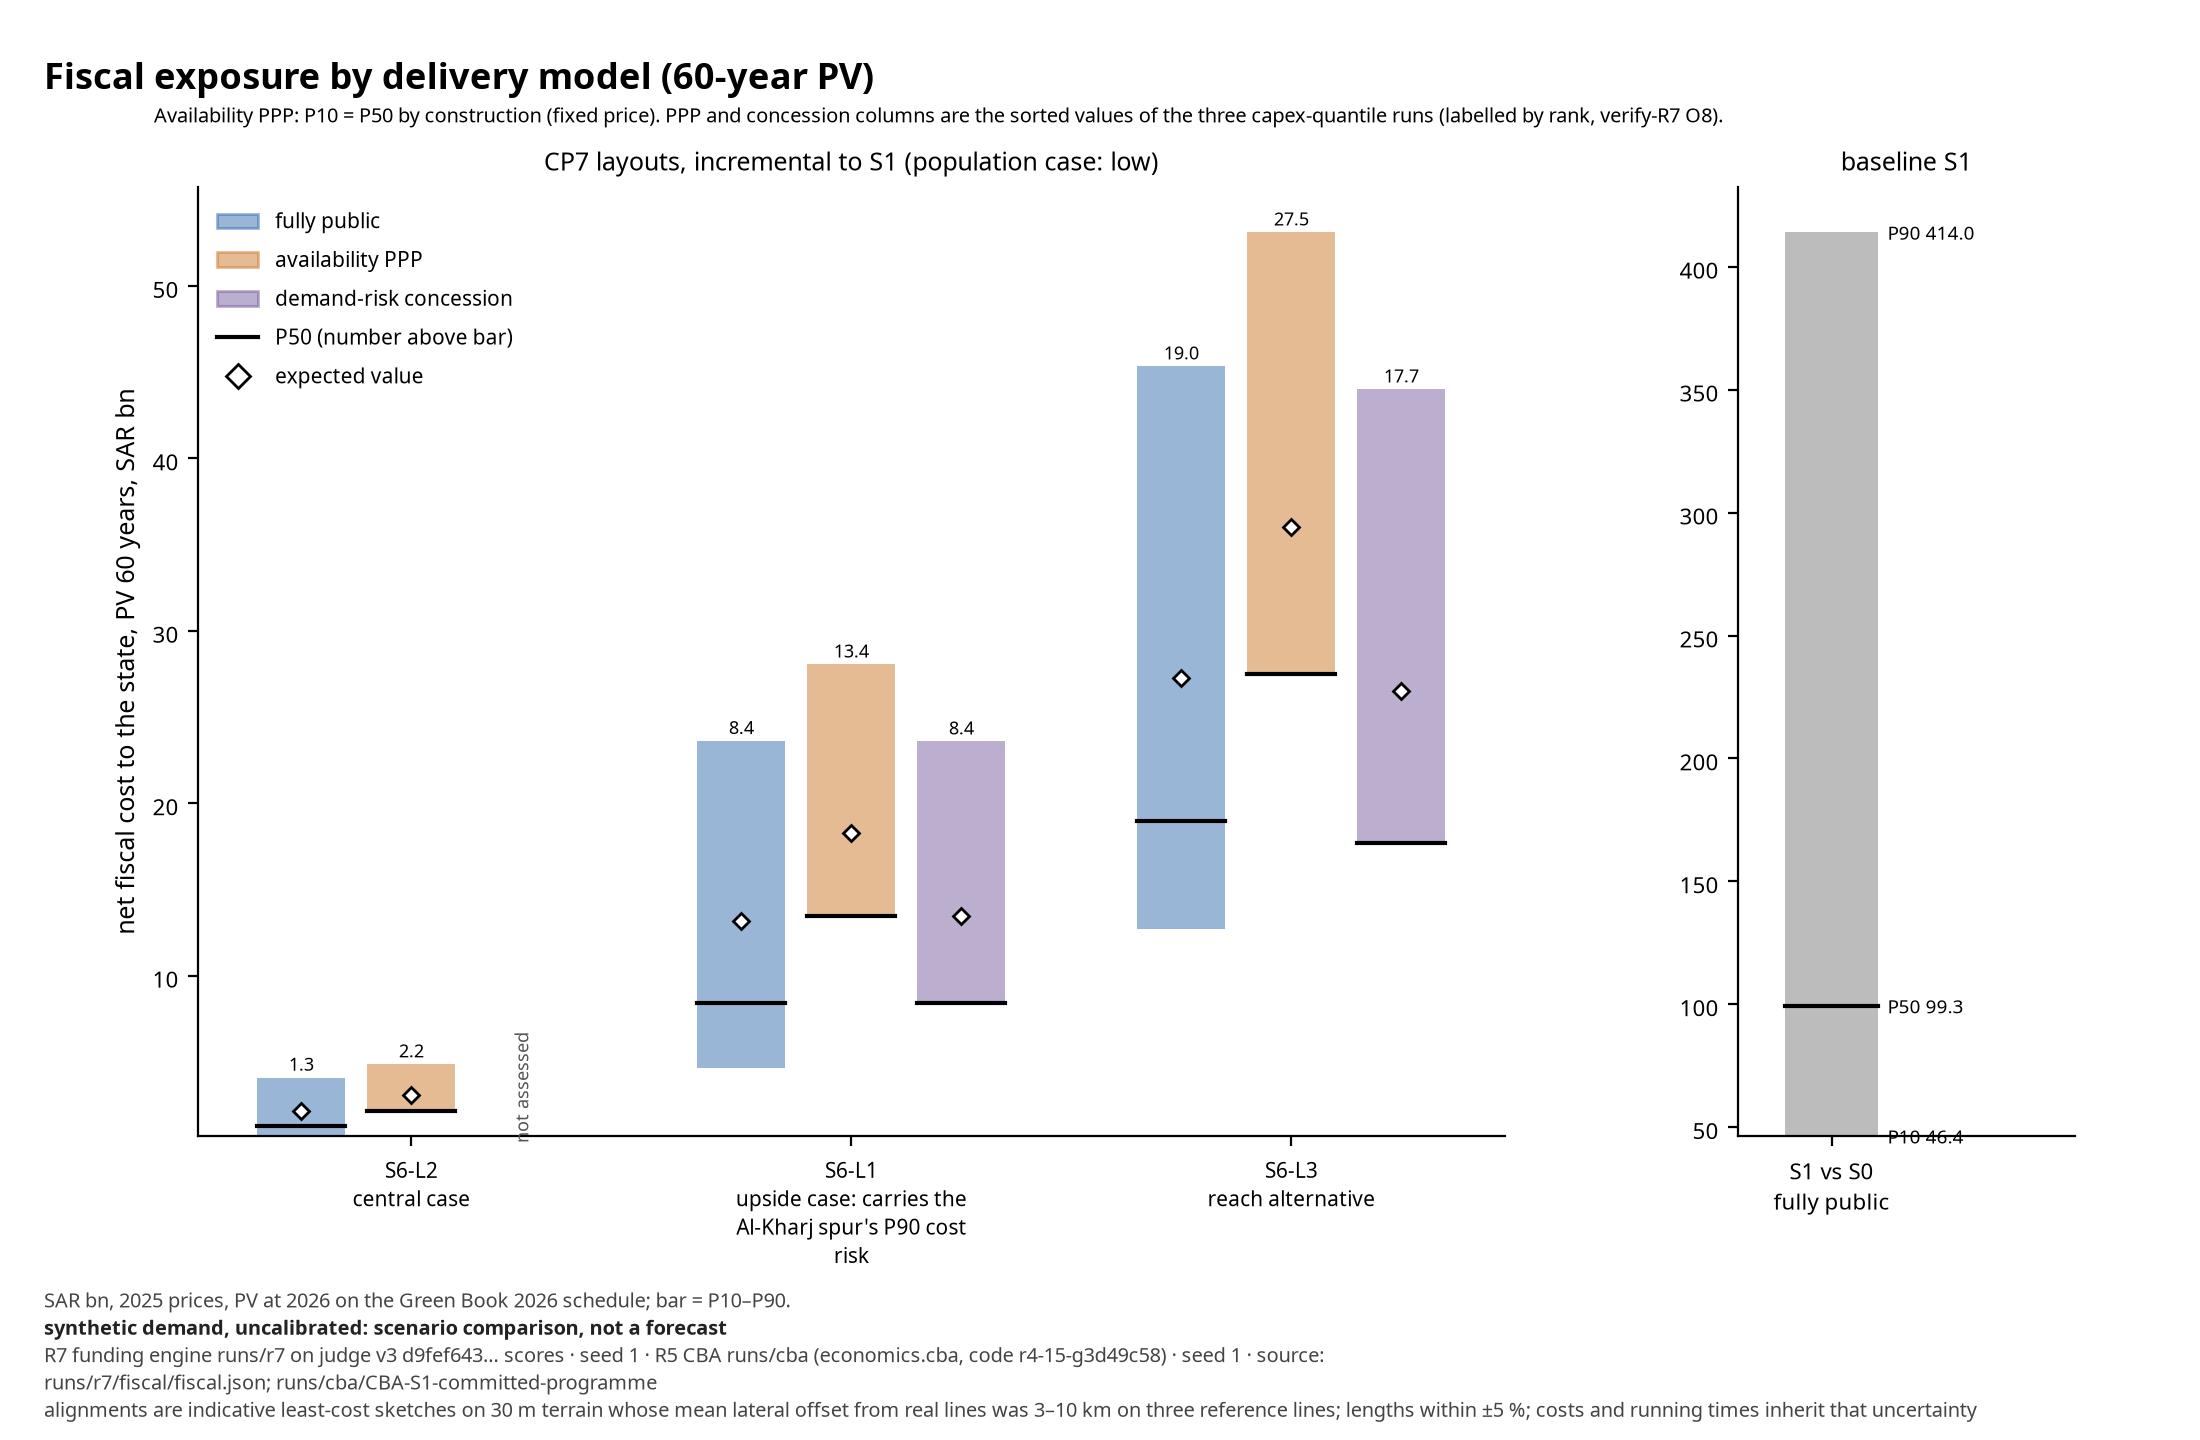 Fiscal exposure by delivery model (60-year PV)
Availability PPP: P10 = P50 by construction (fixed price). PPP and concession columns are the sorted values of the three capex-quantile runs (labelled by rank, verify-R7 O8).
CP7 layouts, incremental to S1 (population case: low)
fully public
availability PPP
demand-risk concession
P50 (number above bar)
expected value
net fiscal cost to the state, PV 60 years, SAR bn
50
40
30
20
10
1.3
2.2
not assessed
8.4
13.4
8.4
19.0
27.5
17.7
S6-L2
central case
S6-L1
upside case: carries the
Al-Kharj spur's P90 cost
risk
S6-L3
reach alternative
baseline S1
400
350
300
250
200
150
100
50
P90 414.0
P50 99.3
P10 46.4
S1 vs S0
fully public
SAR bn, 2025 prices, PV at 2026 on the Green Book 2026 schedule; bar = P10–P90.
synthetic demand, uncalibrated: scenario comparison, not a forecast
R7 funding engine runs/r7 on judge v3 d9fef643… scores · seed 1 · R5 CBA runs/cba (economics.cba, code r4-15-g3d49c58) · seed 1 · source:
runs/r7/fiscal/fiscal.json; runs/cba/CBA-S1-committed-programme
alignments are indicative least-cost sketches on 30 m terrain whose mean lateral offset from real lines was 3–10 km on three reference lines; lengths within ±5 %; costs and running times inherit that uncertainty